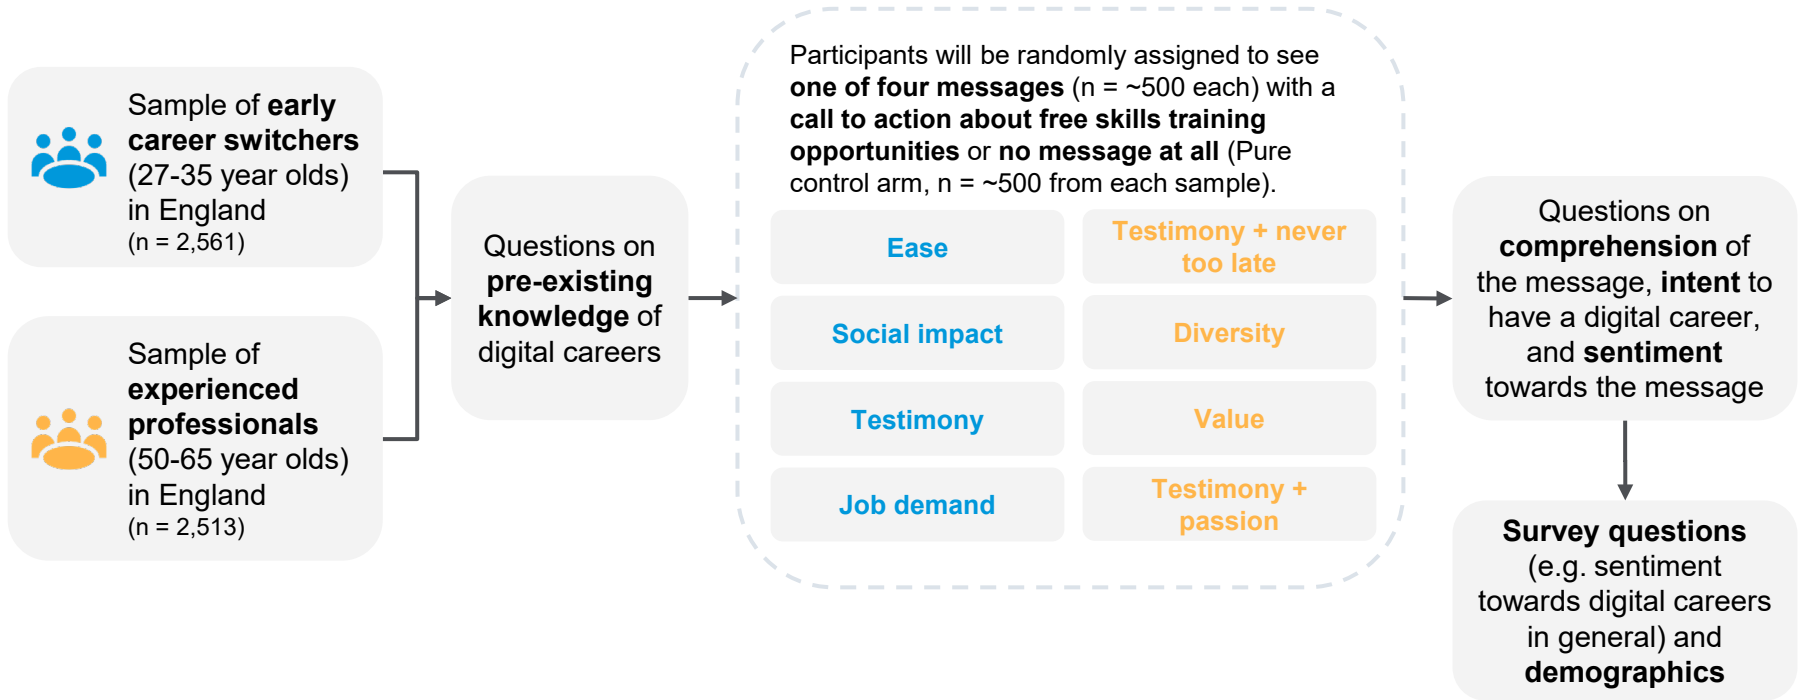 Sample of early
career switchers
(27-35 year olds)
in England
(n = 2,561)
Sample of
experienced
professionals
(50-65 year olds)
in England
(n = 2,513)
Questions on
pre-existing
knowledge of
digital careers
Participants will be randomly assigned to see
one of four messages (n = ~500 each) with a
call to action about free skills training
opportunities or no message at all (Pure
control arm, n = ~500 from each sample).
Ease
Social impact
Testimony
Job demand
Testimony + never
too late
Diversity
Value
Testimony +
passion
Questions on
comprehension of
the message, intent to
have a digital career,
and sentiment
towards the message
Survey questions
(e.g. sentiment
towards digital careers
in general) and
demographics